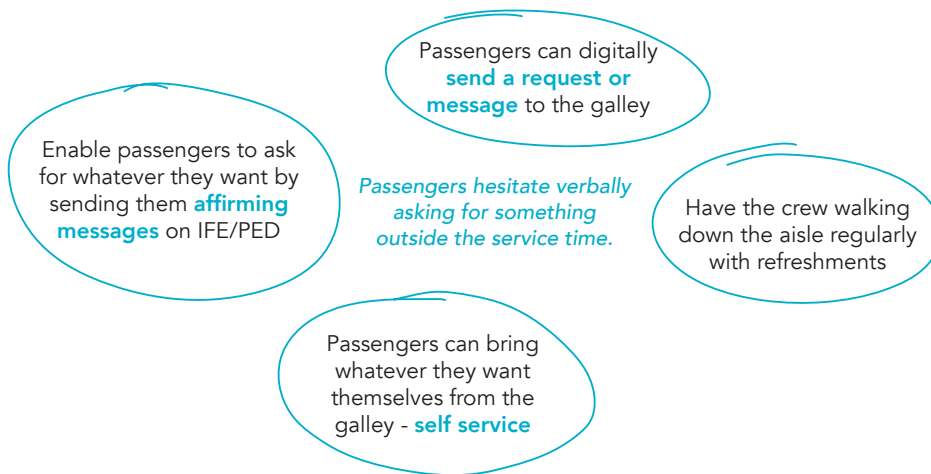 Passengers can digitally
send a request or
message to the galley
Enable passengers to ask
for whatever they want by
sending them affirming
messages on IFE/PED
Passengers hesitate verbally
asking for something
outside the service time.
Have the crew walking
down the aisle regularly
with refreshments
Passengers can bring
whatever they want
themselves from the
galley - self service